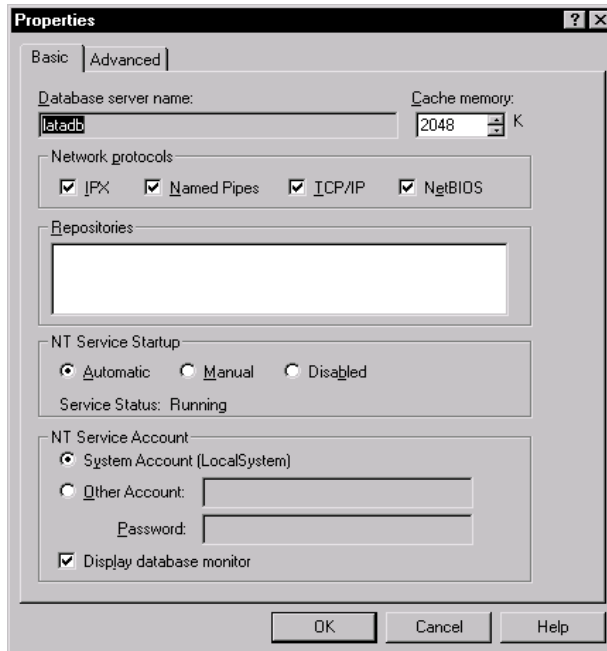 Properties
Basic Advanced
Database server name: Cache memory:
latadb 2048 K
Network protocols
IPX Named Pipes TCP/IP NetBIOS
Repositories
NT Service Startup
Automatic Manual Disabled
Service Status: Running
NT Service Account
System Account (LocalSystem)
Other Account:
Password:
Display database monitor
OK Cancel Help